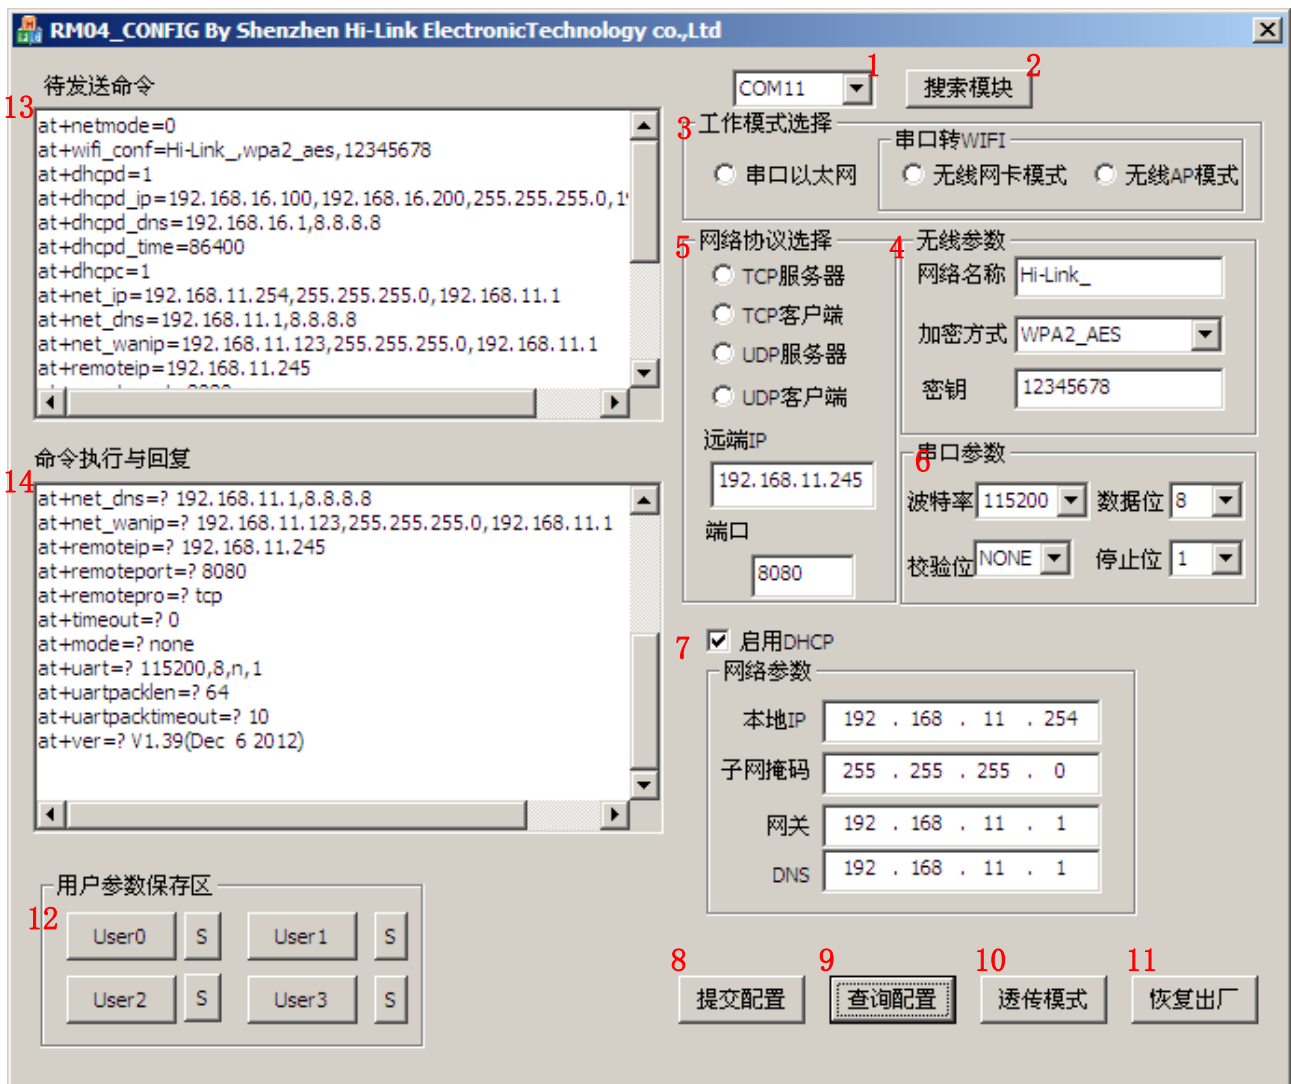 RM04_CONFIG By Shenzhen Hi-Link ElectronicTechnology co.,Ltd
待发送命令
13
at+netmode=0
at+wifi_conf=Hi-Link_,wpa2_aes,12345678
at+dhcpd=1
at+dhcpd_ip=192.168.16.100,192.168.16.200,255.255.255.0,1
at+dhcpd_dns=192.168.16.1,8.8.8.8
at+dhcpd_time=86400
at+dhcpc=1
at+net_ip=192.168.11.254,255.255.255.0,192.168.11.1
at+net_dns=192.168.11.1,8.8.8.8
at+net_wanip=192.168.11.123,255.255.255.0,192.168.11.1
at+remoteip=192.168.11.245
命令执行与回复
14
at+net_dns=? 192.168.11.1,8.8.8.8
at+net_wanip=? 192.168.11.123,255.255.255.0,192.168.11.1
at+remoteip=? 192.168.11.245
at+remoteport=? 8080
at+remotepro=? tcp
at+timeout=? 0
at+mode=? none
at+uart=? 115200,8,n,1
at+uartpacklen=? 64
at+uartpacktimeout=? 10
at+ver=? V1.39(Dec  6 2012)
用户参数保存区
12
User0 S User1 S
User2 S User3 S
COM11 1 搜索模块 2
3 工作模式选择
串口转WIFI
串口以太网 无线网卡模式 无线AP模式
5 网络协议选择
TCP服务器
TCP客户端
UDP服务器
UDP客户端
远端IP
192.168.11.245
端口
8080
4 无线参数
网络名称 Hi-Link_
加密方式 WPA2_AES
密钥 12345678
6 串口参数
波特率 115200 数据位 8
校验位 NONE 停止位 1
7 启用DHCP
网络参数
本地IP 192 . 168 . 11 . 254
子网掩码 255 . 255 . 255 . 0
网关 192 . 168 . 11 . 1
DNS 192 . 168 . 11 . 1
8 9 10 11
提交配置 查询配置 透传模式 恢复出厂